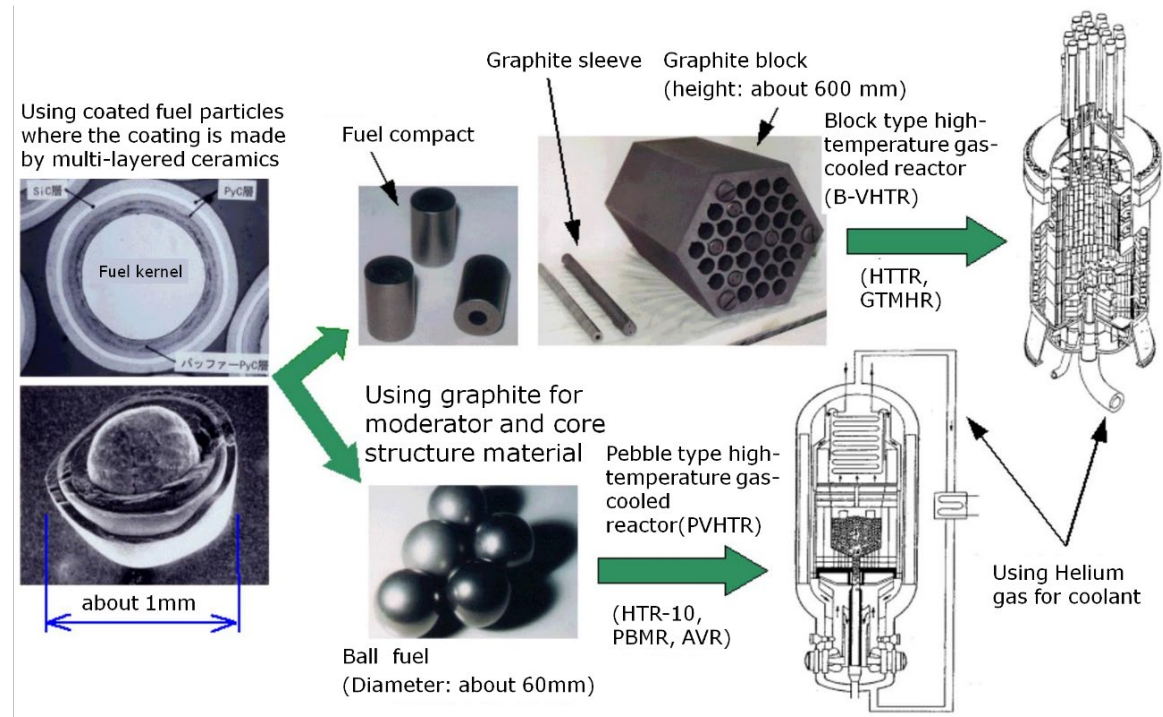 Using coated fuel particles
where the coating is made
by multi-layered ceramics
SiC層
PyC層
Fuel kernel
バッファーPyC層
about 1mm
Fuel compact
Graphite sleeve
Graphite block
(height: about 600 mm)
Block type high-
temperature gas-
cooled reactor
(B-VHTR)
(HTTR,
GTMHR)
Using graphite for
moderator and core
structure material
Ball fuel
(Diameter: about 60mm)
Pebble type high-
temperature gas-
cooled
reactor(PVHTR)
(HTR-10,
PBMR, AVR)
Using Helium
gas for coolant